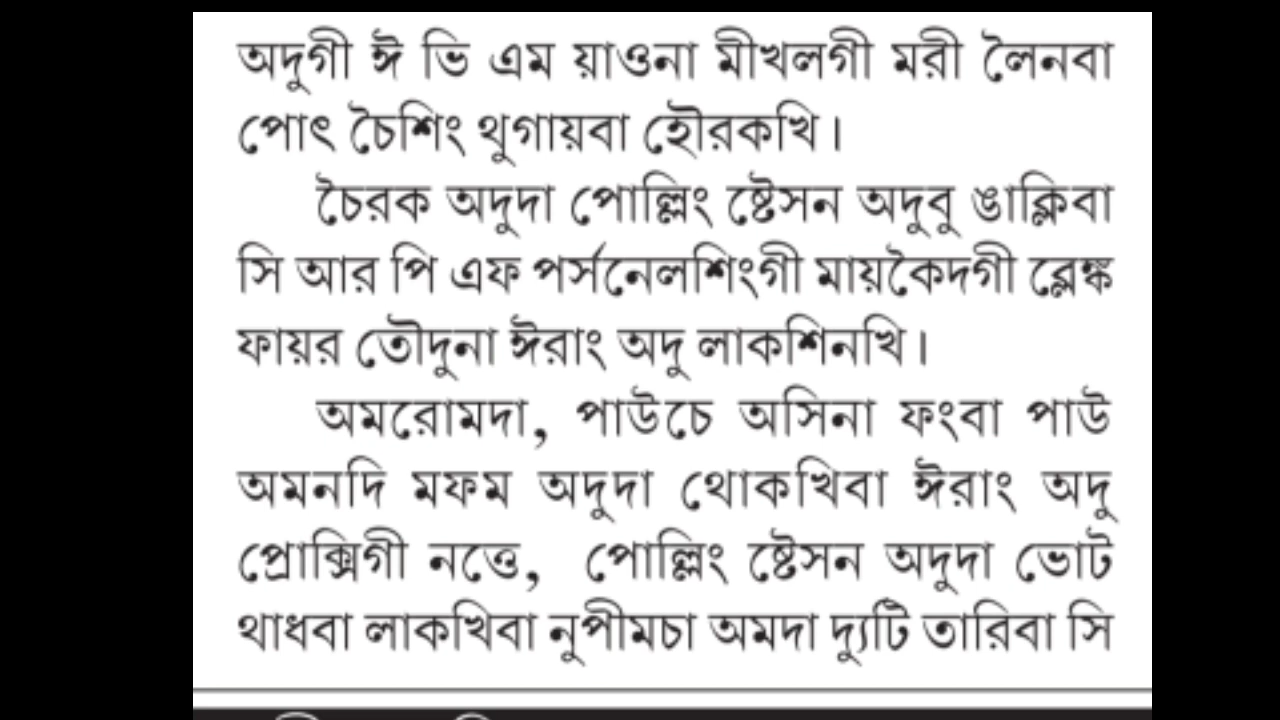 অদুগী ঈ ভি এম য়াওনা মীখলগী মরী লৈনবা
পোৎ চৈশিং থুগায়বা হৌরকখি।
চৈরক অদুদা পোল্লিং ষ্টেসন অদুবু ঙাক্লিবা
সি আর পি এফ পর্সনেলশিংগী মায়কৈদগী ব্লেঙ্ক
ফায়র তৌদুনা ঈরাং অদু লাকশিনখি।
অমরোমদা, পাউচে অসিনা ফংবা পাউ
অমনদি মফম অদুদা থোকখিবা ঈরাং অদু
প্রোক্সিগী নত্তে, পোল্লিং ষ্টেসন অদুদা ভোট
থাধবা লাকখিবা নুপীমচা অমদা দ্যুটি তারিবা সি